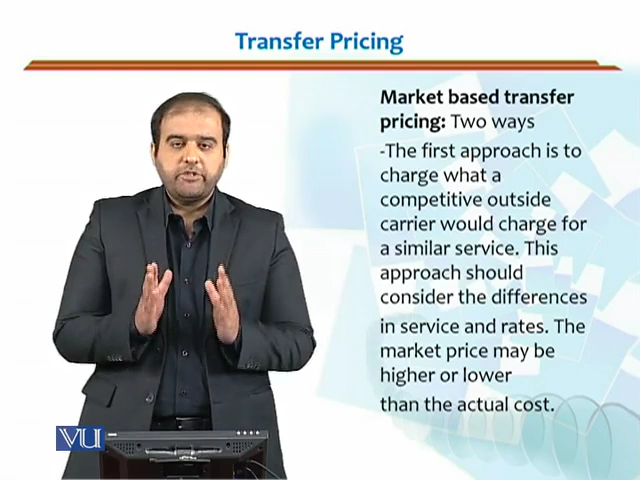 Transfer Pricing
Market based transfer
pricing: Two ways
-The first approach is to
charge what a
competitive outside
carrier would charge for
a similar service. This
approach should
consider the differences
in service and rates. The
market price may be
higher or lower
than the actual cost.
VU